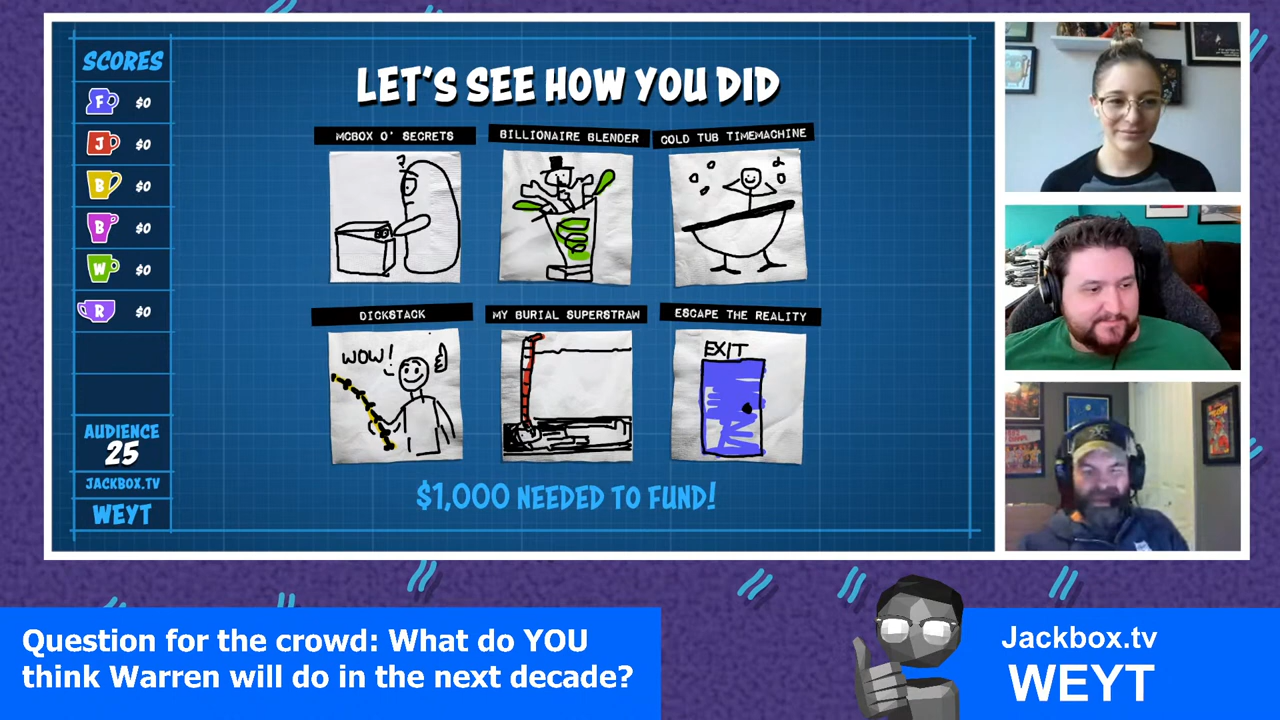 SCORES
F $0
J $0
B $0
B $0
W $0
R $0
AUDIENCE
25
JACKBOX.TV
WEYT
LET'S SEE HOW YOU DID
MCBOX O' SECRETS
BILLIONAIRE BLENDER
COLD TUB TIMEMACHINE
?
DICKSTACK
MY BURIAL SUPERSTRAW
ESCAPE THE REALITY
WOW!
EXIT
$1,000 NEEDED TO FUND!
Question for the crowd: What do YOU
think Warren will do in the next decade?
Jackbox.tv
WEYT